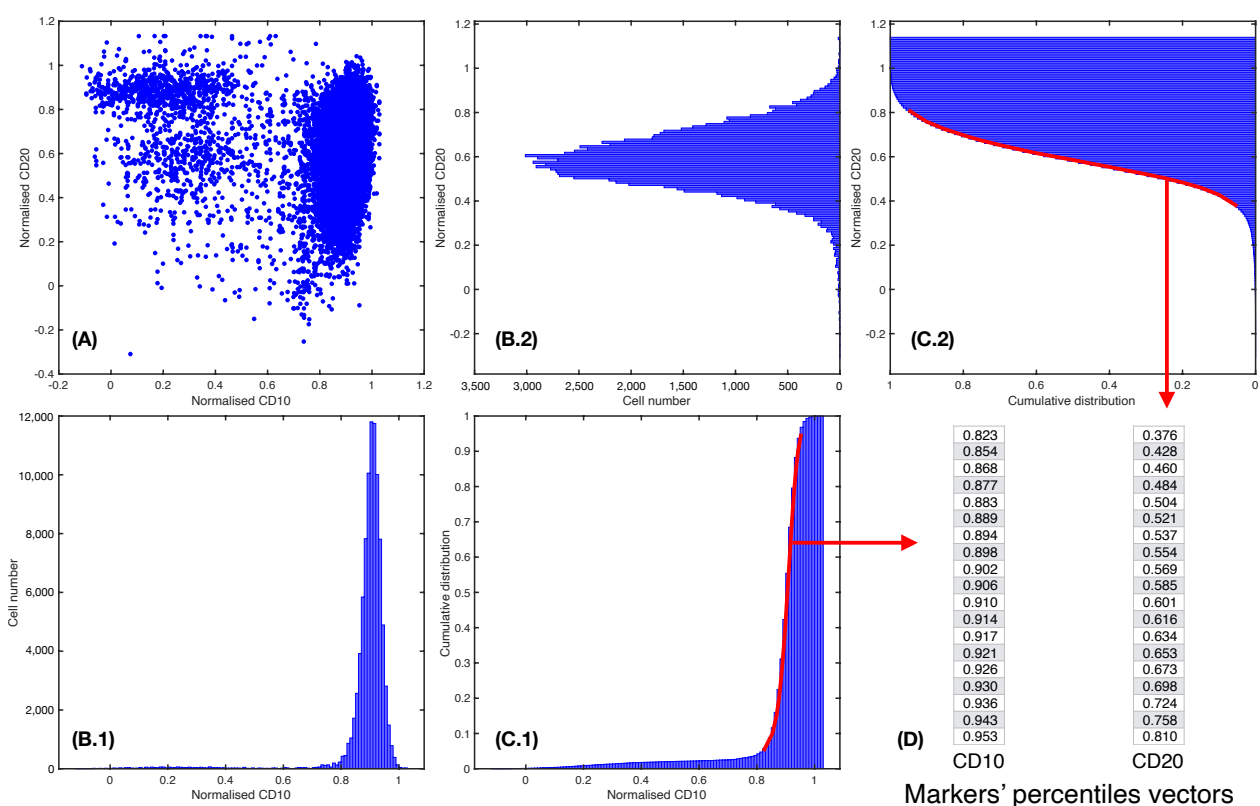 1.2
1
0.8
0.6
0.4
0.2
0
-0.2
-0.4
Normalised CD20
-0.2 0 0.2 0.4 0.6 0.8 1 1.2
Normalised CD10
(A)
1.2
1
0.8
0.6
0.4
0.2
0
-0.2
Normalised CD20
3,500 3,000 2,500 2,000 1,500 1,000 500 0
Cell number
(B.2)
1.2
1
0.8
0.6
0.4
0.2
0
-0.2
Normalised CD20
1 0.8 0.6 0.4 0.2 0
Cumulative distribution
(C.2)
12,000
10,000
8,000
6,000
4,000
2,000
0
Cell number
0 0.2 0.4 0.6 0.8 1
Normalised CD10
(B.1)
1
0.9
0.8
0.7
0.6
0.5
0.4
0.3
0.2
0.1
0
Cumulative distribution
0 0.2 0.4 0.6 0.8 1
Normalised CD10
(C.1)
0.823 0.376
0.854 0.428
0.868 0.460
0.877 0.484
0.883 0.504
0.889 0.521
0.894 0.537
0.898 0.554
0.902 0.569
0.906 0.585
0.910 0.601
0.914 0.616
0.917 0.634
0.921 0.653
0.926 0.673
0.930 0.698
0.936 0.724
0.943 0.758
0.953 0.810
(D)
CD10 CD20
Markers' percentiles vectors